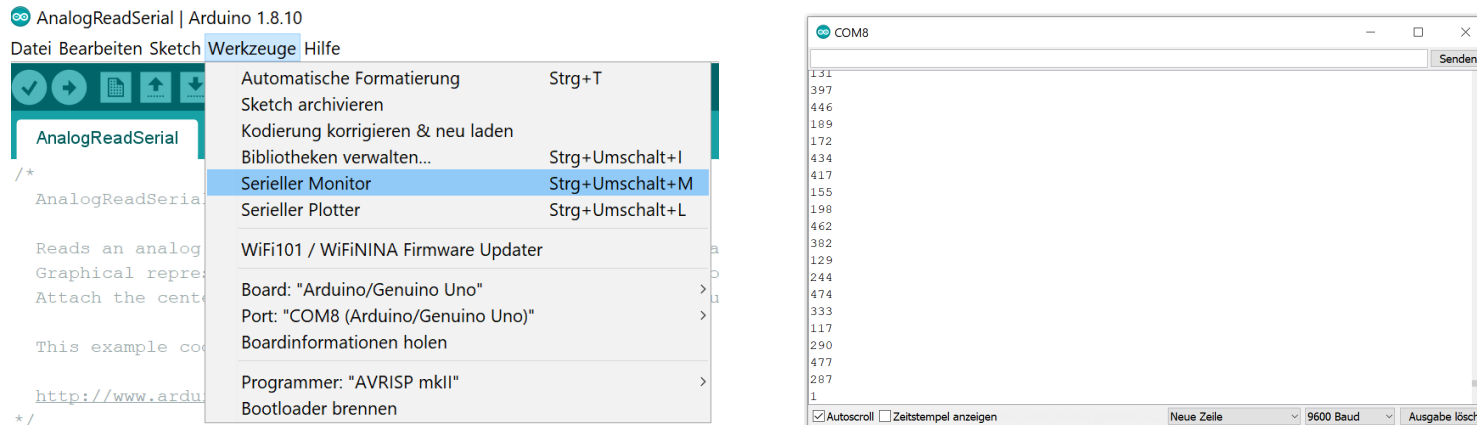 AnalogReadSerial | Arduino 1.8.10
Datei Bearbeiten Sketch Werkzeuge Hilfe
Automatische Formatierung Strg+T
Sketch archivieren
Kodierung korrigieren & neu laden
Bibliotheken verwalten... Strg+Umschalt+I
Serieller Monitor Strg+Umschalt+M
Serieller Plotter Strg+Umschalt+L
WiFi101 / WiFiNINA Firmware Updater
Board: "Arduino/Genuino Uno"
Port: "COM8 (Arduino/Genuino Uno)"
Boardinformationen holen
Programmer: "AVRISP mkII"
Bootloader brennen
AnalogReadSerial
/*
AnalogReadSerial
Reads an analog
Graphical repre
Attach the cente
This example co
http://www.ardu
*/
COM8
Senden
131
397
446
189
172
434
417
155
198
462
382
129
244
474
333
117
290
477
287
1
Autoscroll Zeitstempel anzeigen Neue Zeile 9600 Baud Ausgabe lösch